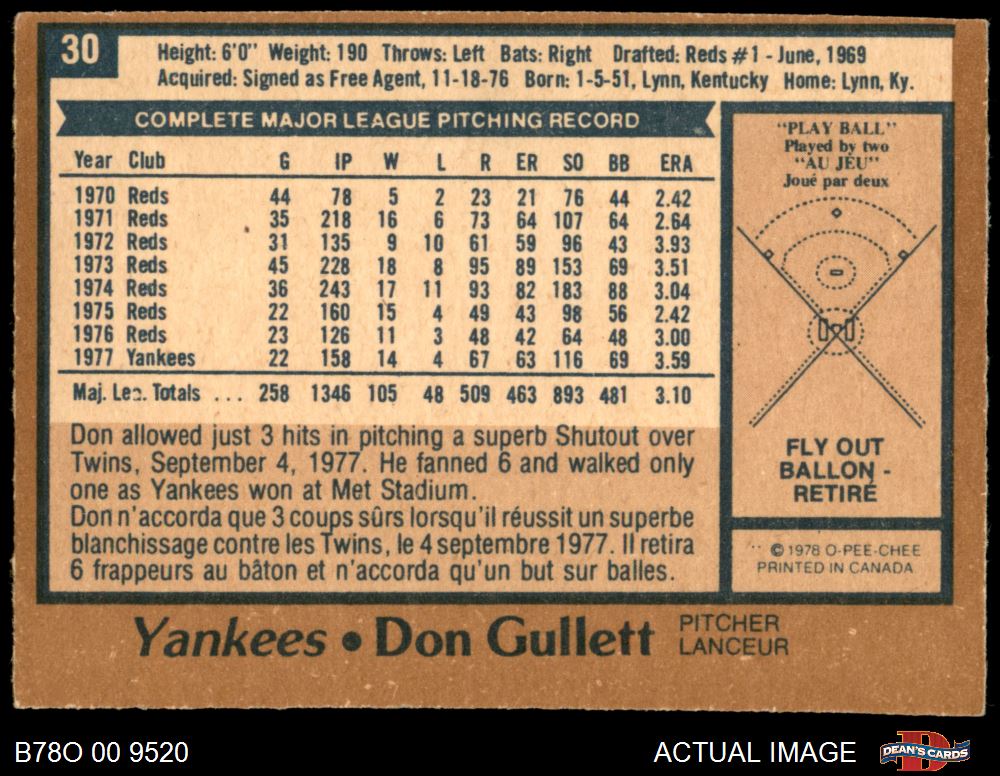 30
Height: 6'0" Weight: 190 Throws: Left Bats: Right Drafted: Reds #1 - June, 1969
Acquired: Signed as Free Agent, 11-18-76 Born: 1-5-51, Lynn, Kentucky Home: Lynn, Ky.
COMPLETE MAJOR LEAGUE PITCHING RECORD
Year Club G IP W L R ER SO BB ERA
1970 Reds 44 78 5 2 23 21 76 44 2.42
1971 Reds 35 218 16 6 73 64 107 64 2.64
1972 Reds 31 135 9 10 61 59 96 43 3.93
1973 Reds 45 228 18 8 95 89 153 69 3.51
1974 Reds 36 243 17 11 93 82 183 88 3.04
1975 Reds 22 160 15 4 49 43 98 56 2.42
1976 Reds 23 126 11 3 48 42 64 48 3.00
1977 Yankees 22 158 14 4 67 63 116 69 3.59
Maj. Lea. Totals ... 258 1346 105 48 509 463 893 481 3.10
Don allowed just 3 hits in pitching a superb Shutout over
Twins, September 4, 1977. He fanned 6 and walked only
one as Yankees won at Met Stadium.
Don n'accorda que 3 coups sûrs lorsqu'il réussit un superbe
blanchissage contre les Twins, le 4 septembre 1977. Il retira
6 frappeurs au bâton et n'accorda qu'un but sur balles.
"PLAY BALL"
Played by two
"AU JEU"
Joué par deux
FLY OUT
BALLON -
RETIRÉ
© 1978 O-PEE-CHEE
PRINTED IN CANADA
Yankees • Don Gullett
PITCHER
LANCEUR
B78O 00 9520
ACTUAL IMAGE
DEAN'S CARDS